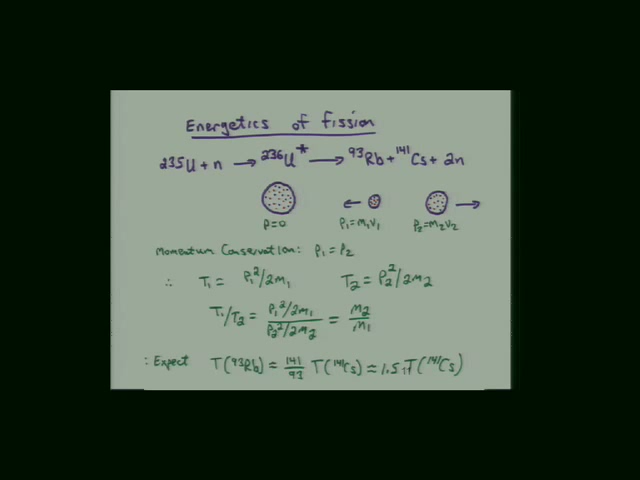 Energetics of fission
²³⁵U + n → ²³⁶U* → ⁹³Rb + ¹⁴¹Cs + 2n
P=0 P₁=m₁v₁ P₂=m₂v₂
Momentum Conservation: P₁ = P₂
∴ T₁ = P₁²/2m₁ T₂ = P₂²/2m₂
T₁/T₂ = (P₁²/2m₁)/(P₂²/2m₂) = m₂/m₁
∴ Expect T(⁹³Rb) ≈ 141/93 T(¹⁴¹Cs) ≈ 1.5 T(¹⁴¹Cs)